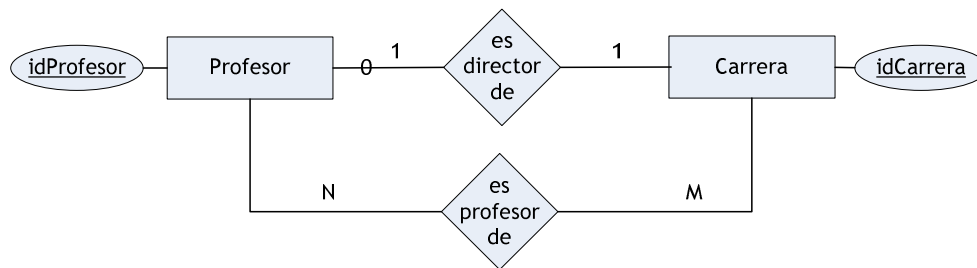 idProfesor
Profesor
0
1
es
director
de
1
Carrera
idCarrera
N
es
profesor
de
M